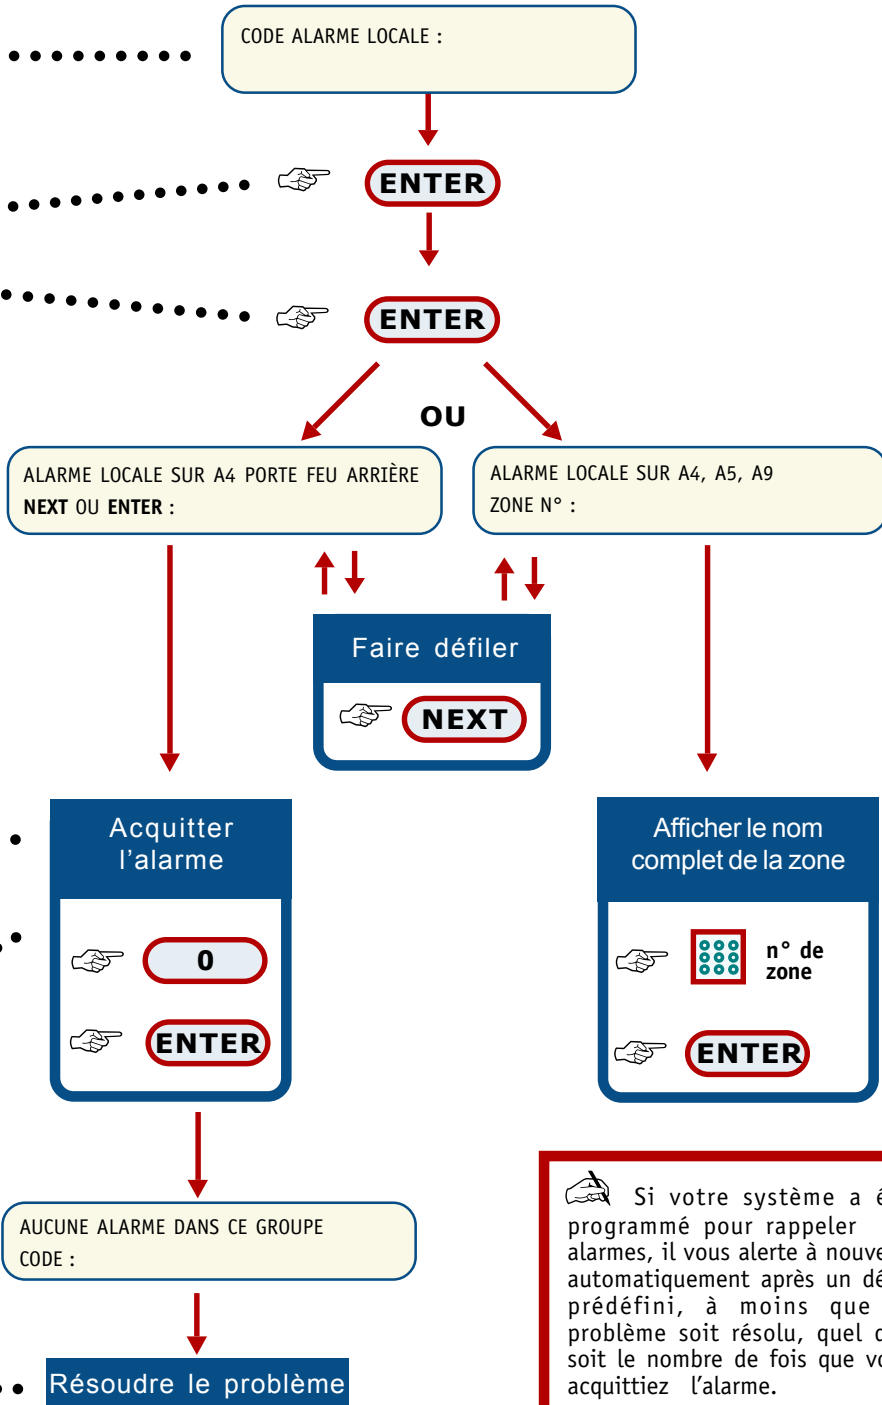 CODE ALARME LOCALE :
ENTER
ENTER
OU
ALARME LOCALE SUR A4 PORTE FEU ARRIÈRE
NEXT OU ENTER :
ALARME LOCALE SUR A4, A5, A9
ZONE N° :
Faire défiler
NEXT
Acquitter
l’alarme
0
ENTER
Afficher le nom
complet de la zone
n° de
zone
ENTER
AUCUNE ALARME DANS CE GROUPE
CODE :
Résoudre le problème
Si votre système a é
programmé pour rappeler
alarmes, il vous alerte à nouve
automatiquement après un dé
prédéfini, à moins que
problème soit résolu, quel
soit le nombre de fois que vo
acquittiez l’alarme.